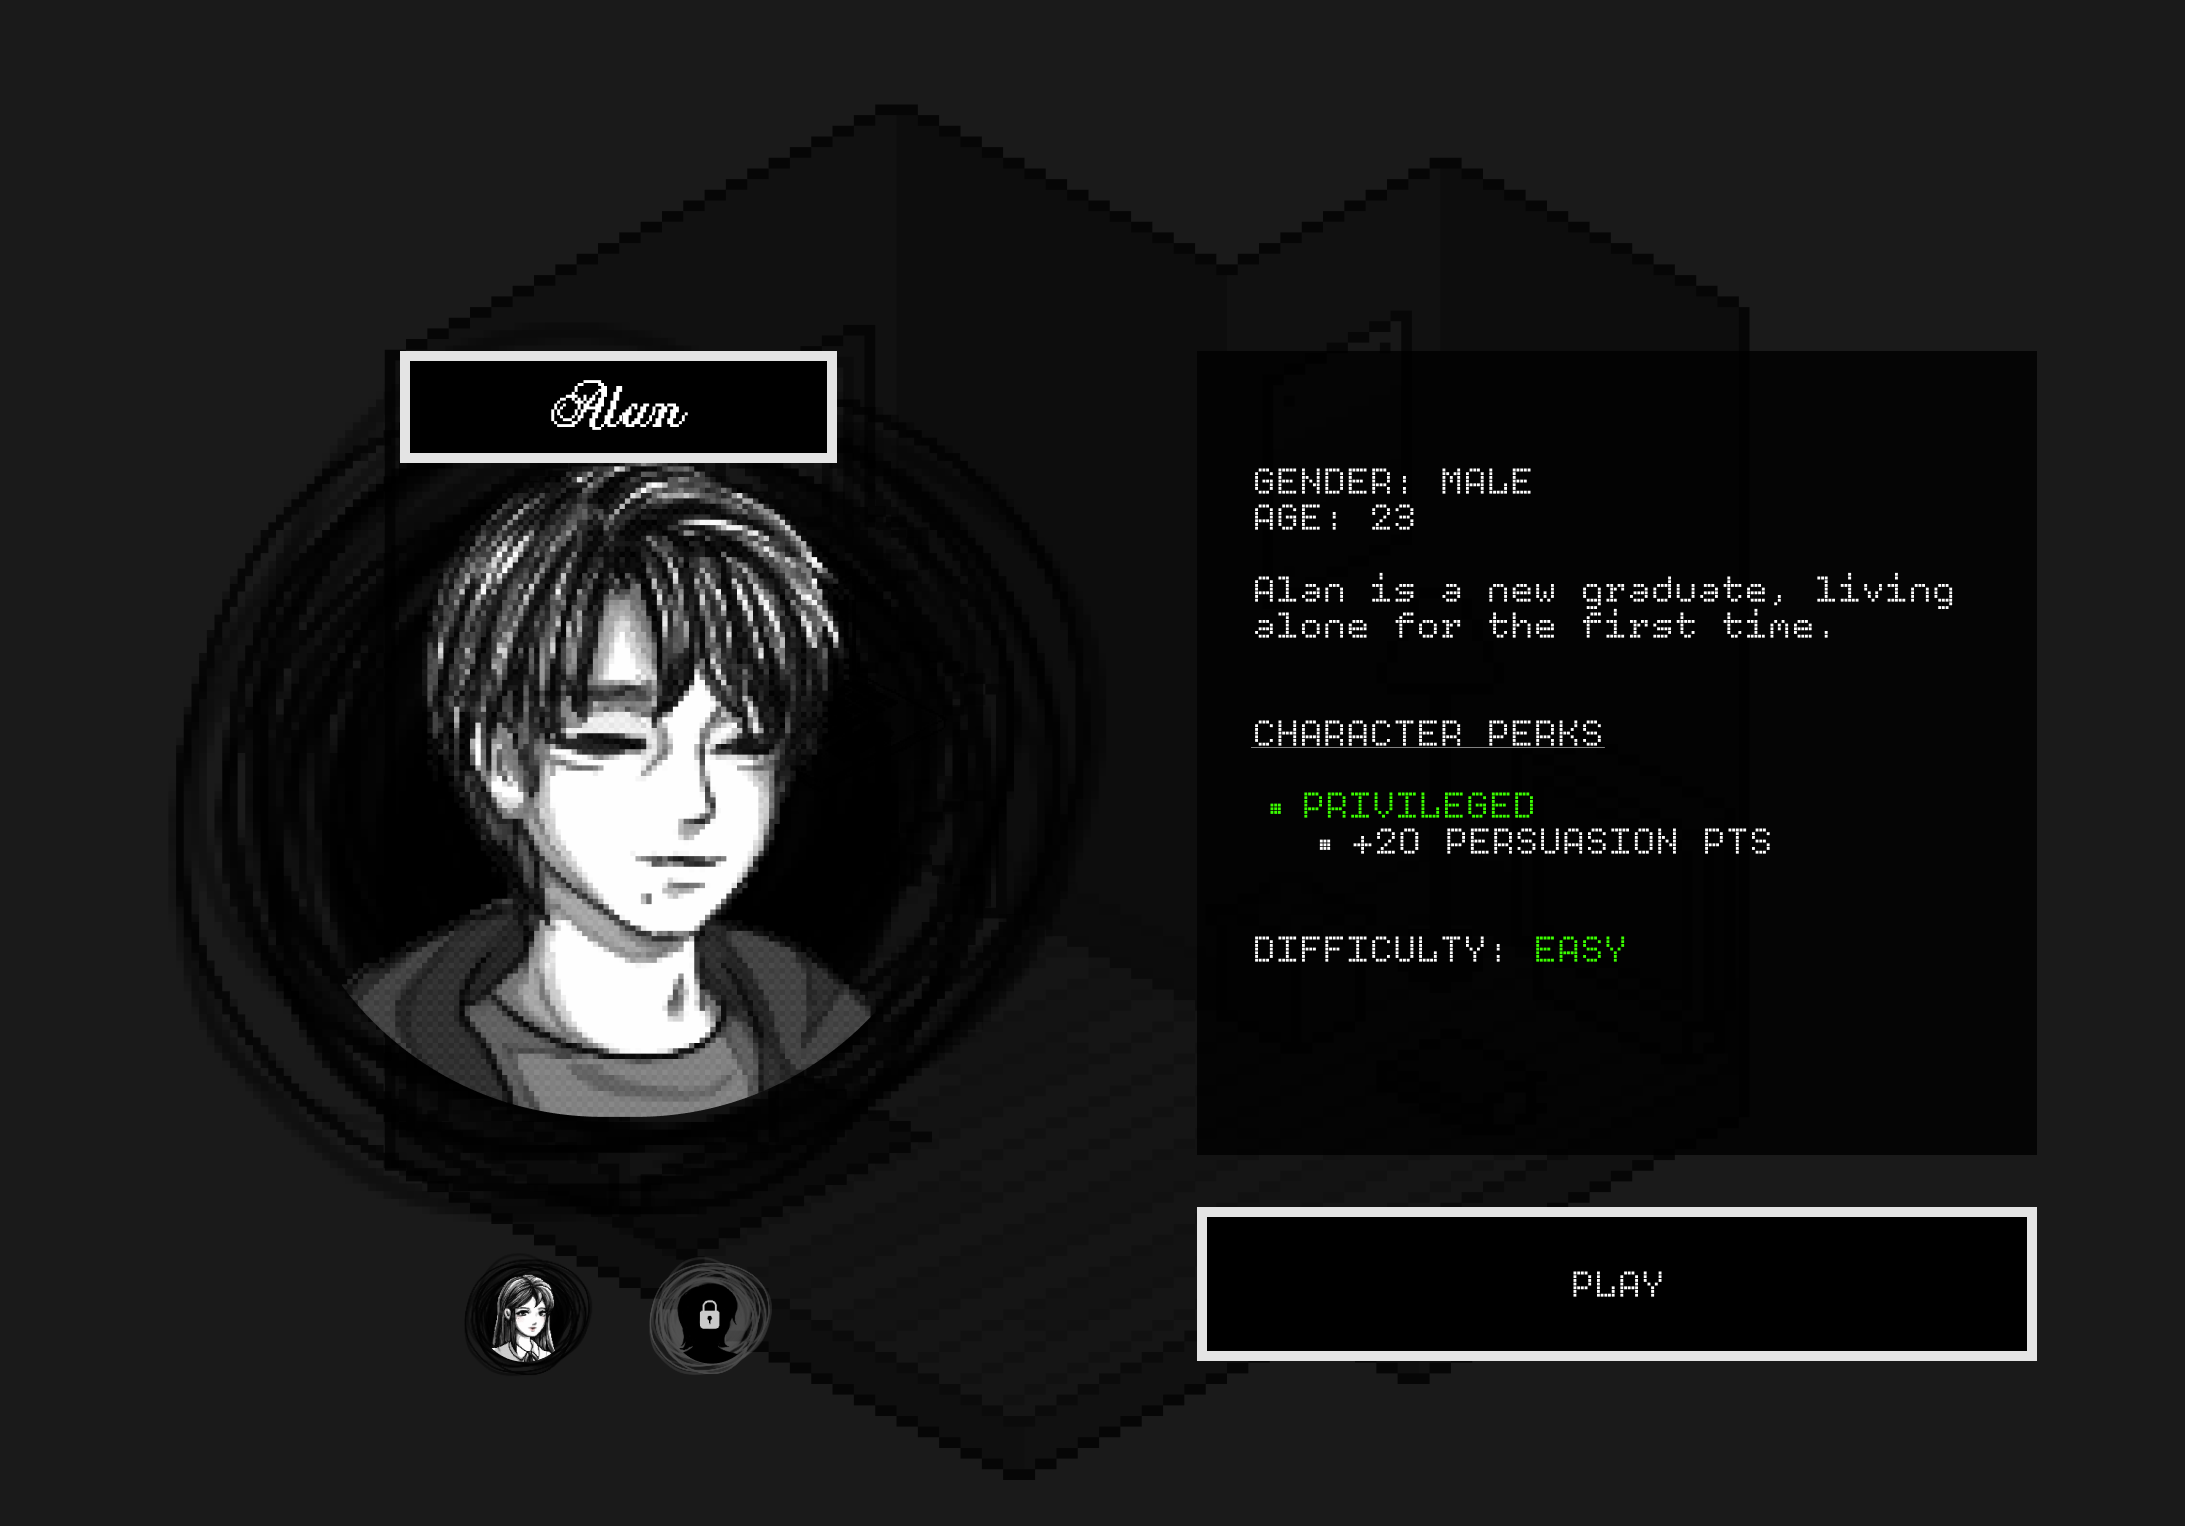 Alan
GENDER: MALE
AGE: 23
Alan is a new graduate, living
alone for the first time.
CHARACTER PERKS
▪ PRIVILEGED
▪ +20 PERSUASION PTS
DIFFICULTY: EASY
PLAY